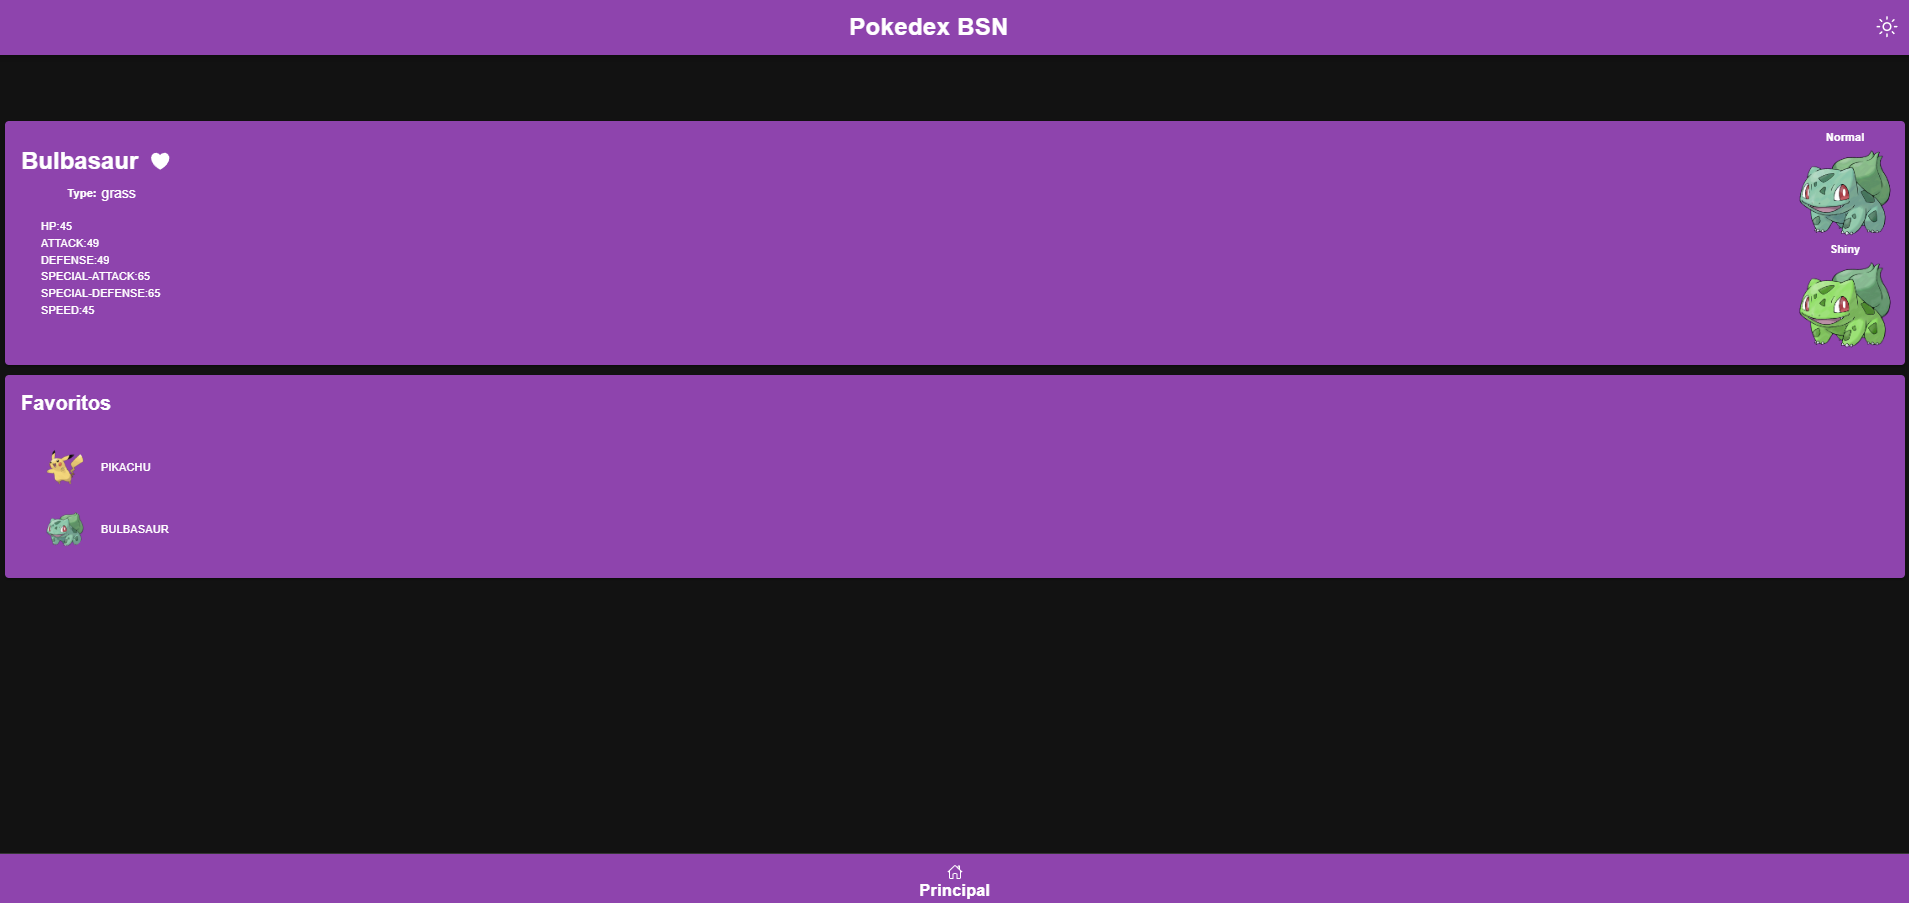 Pokedex BSN
Bulbasaur
Type: grass
HP:45
ATTACK:49
DEFENSE:49
SPECIAL-ATTACK:65
SPECIAL-DEFENSE:65
SPEED:45
Normal
Shiny
Favoritos
PIKACHU
BULBASAUR
Principal